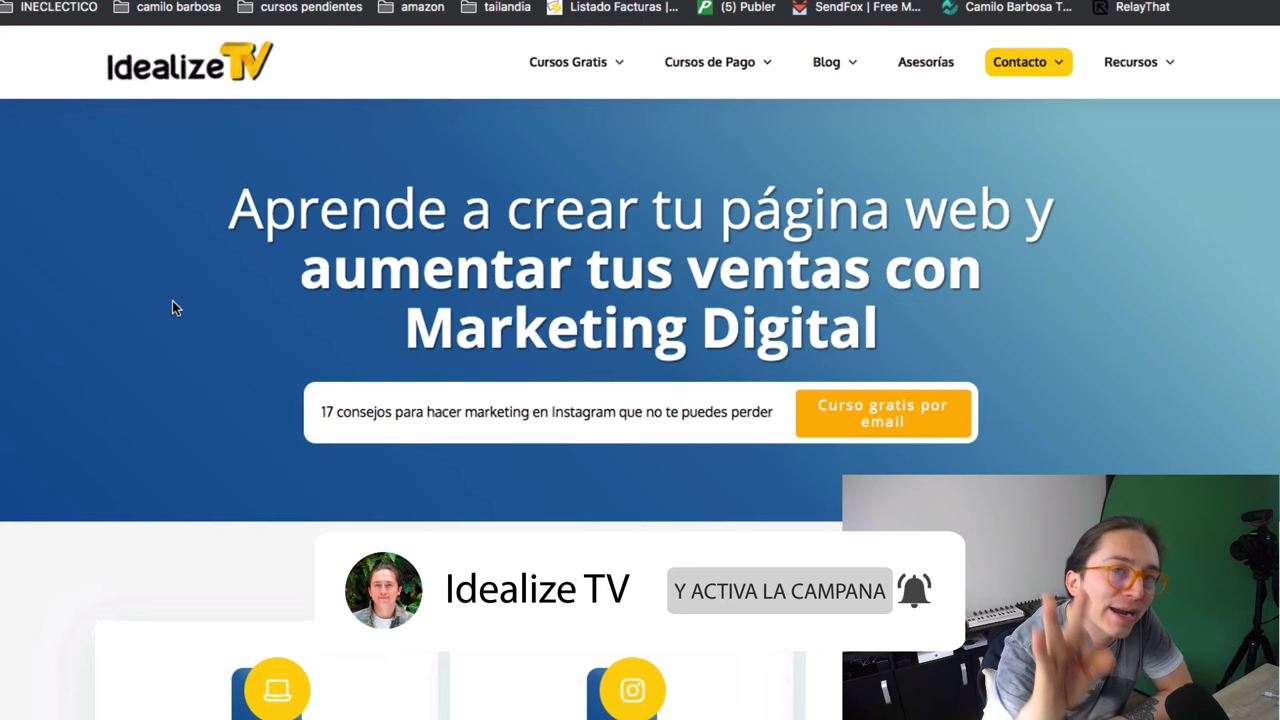 INECLECTICO camilo barbosa cursos pendientes amazon tailandia Listado Facturas |... (5) Publer SendFox | Free M... Camilo Barbosa T... RelayThat
IdealizeTV
Cursos Gratis Cursos de Pago Blog Asesorías Contacto Recursos
Aprende a crear tu página web y
aumentar tus ventas con
Marketing Digital
17 consejos para hacer marketing en Instagram que no te puedes perder
Curso gratis por
email
Idealize TV
Y ACTIVA LA CAMPANA